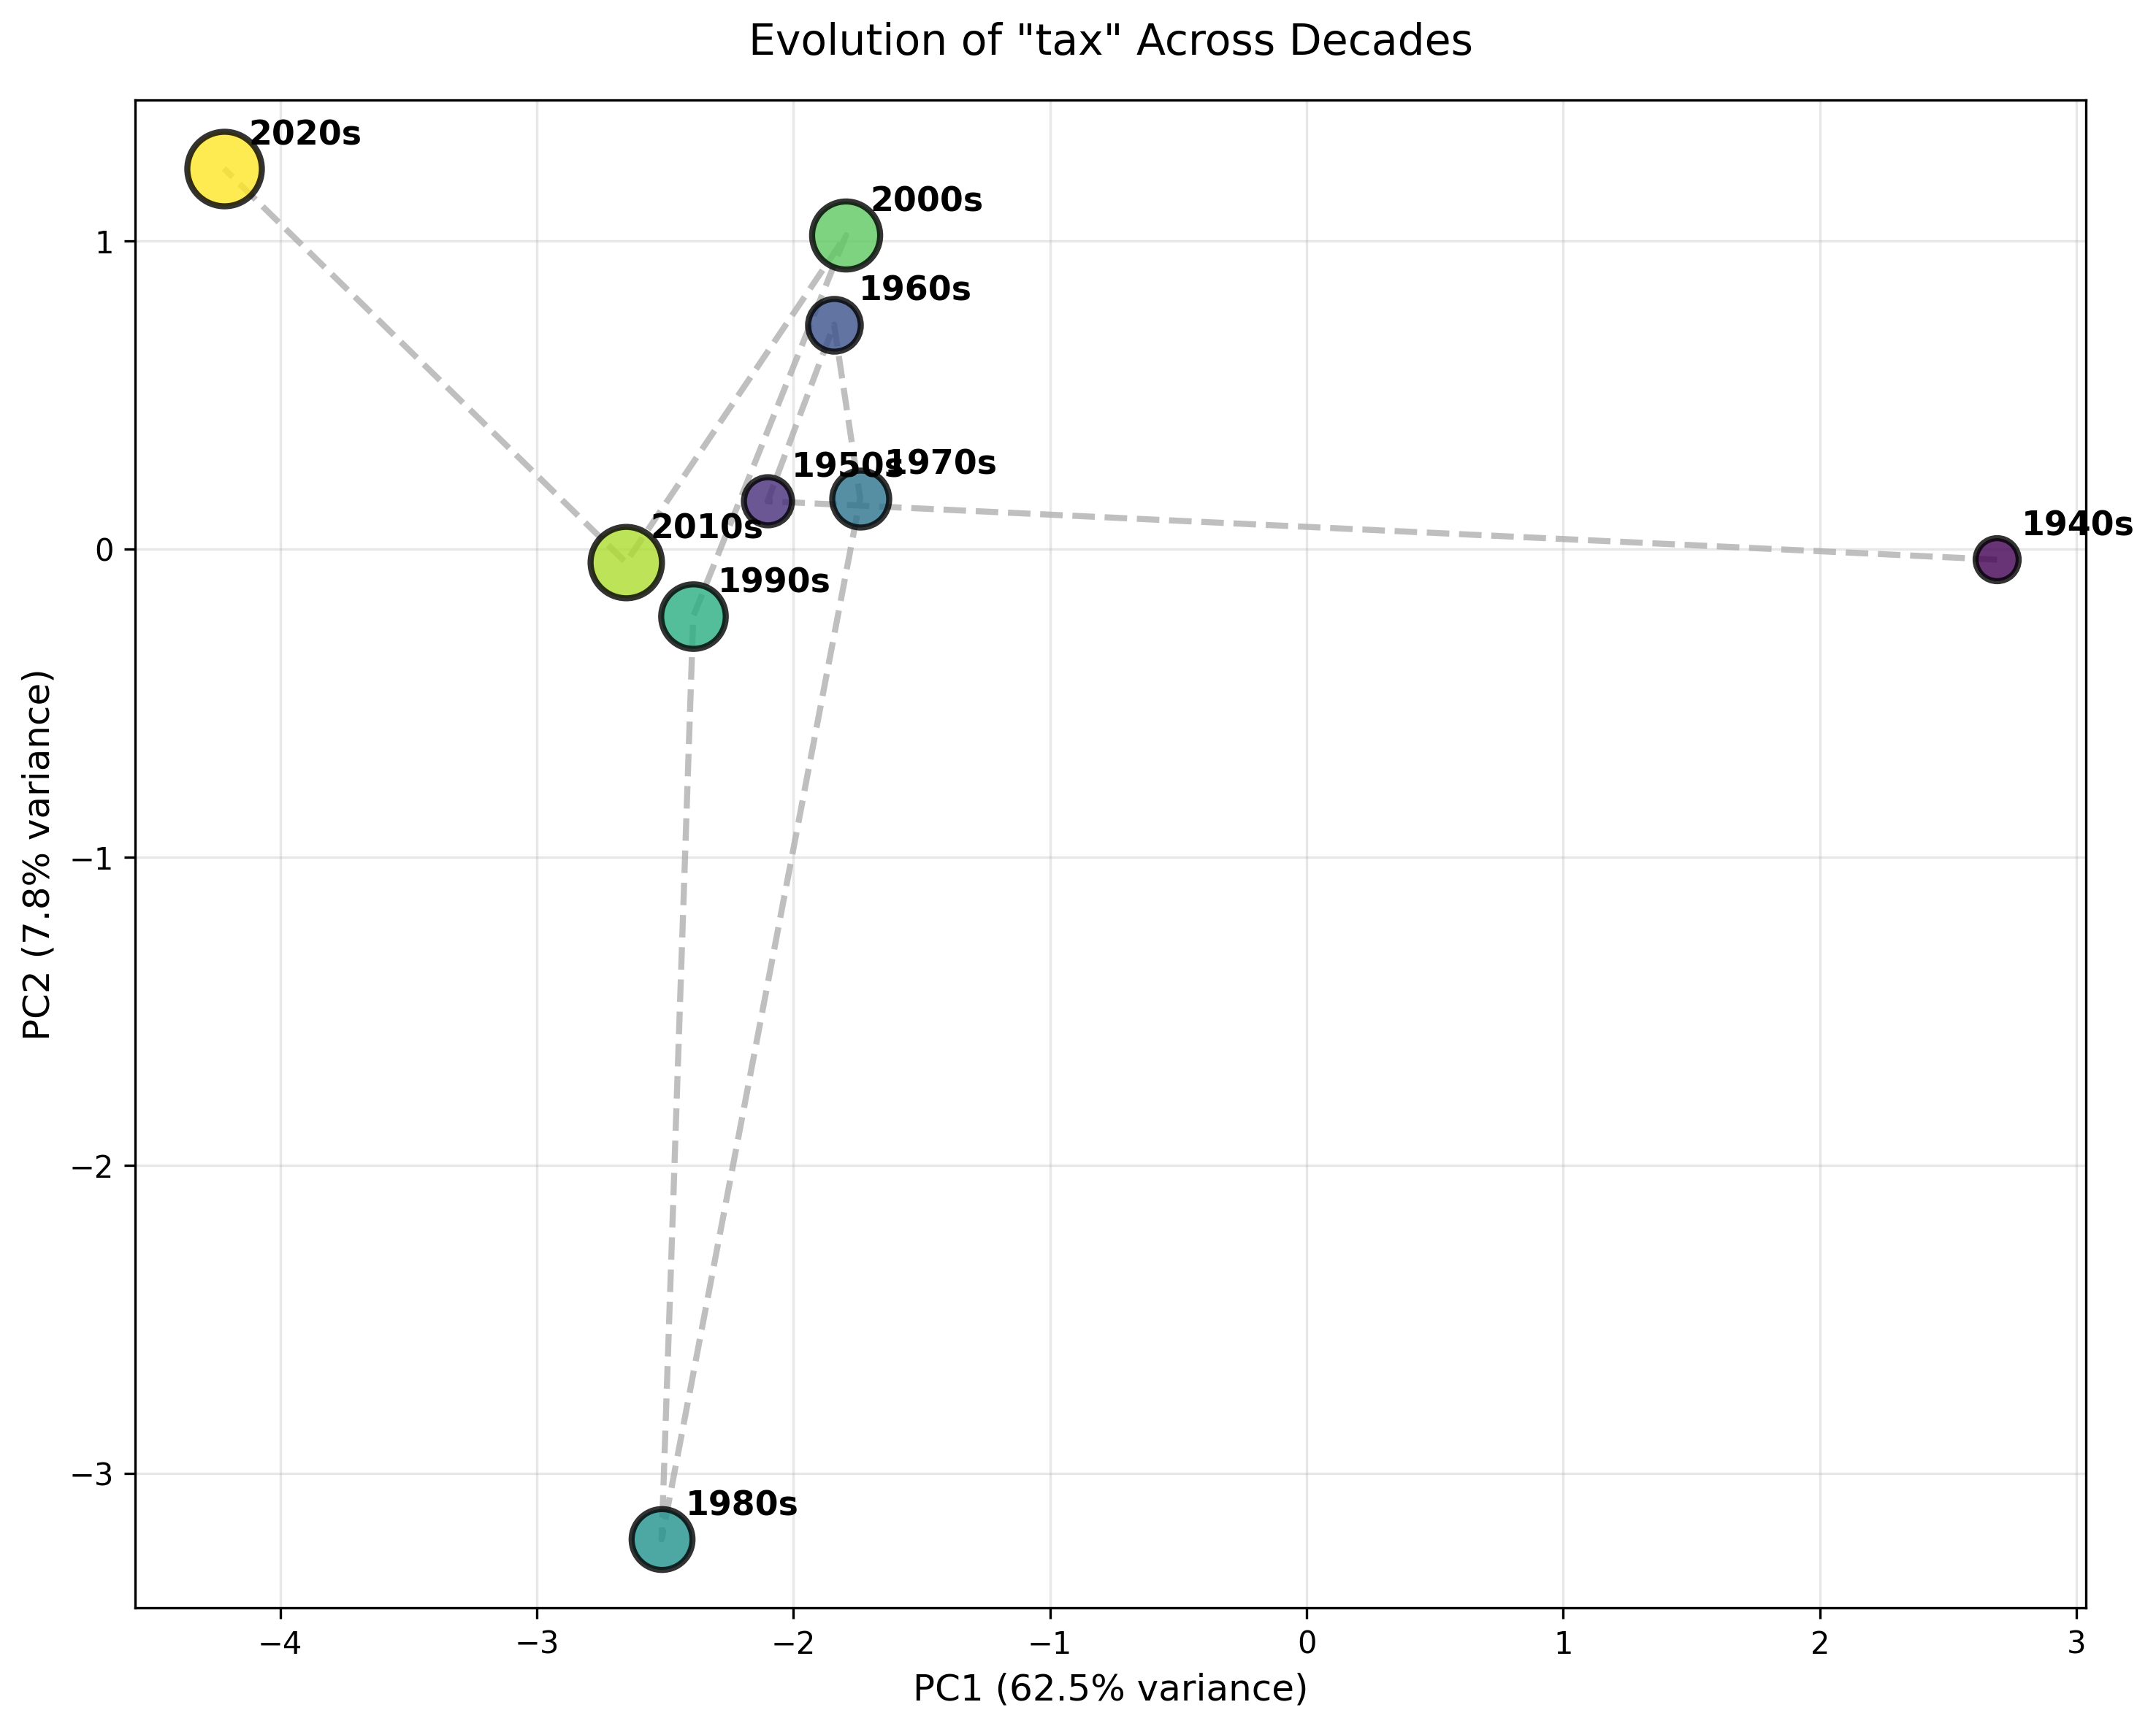 Evolution of "tax" Across Decades
2020s
2000s
1960s
1950s
1970s
2010s
1940s
1990s
1980s
1
0
−1
−2
−3
PC2 (7.8% variance)
−4
−3
−2
−1
0
1
2
3
PC1 (62.5% variance)